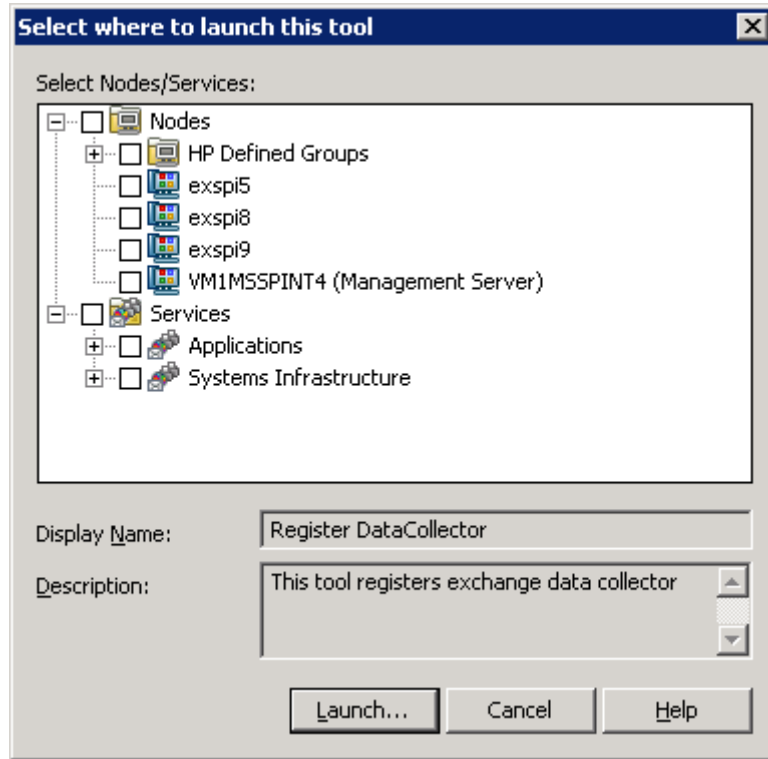 Select where to launch this tool
Select Nodes/Services:
Nodes
HP Defined Groups
exspi5
exspi8
exspi9
VM1MSSPINT4 (Management Server)
Services
Applications
Systems Infrastructure
Display Name: Register DataCollector
Description: This tool registers exchange data collector
Launch... Cancel Help